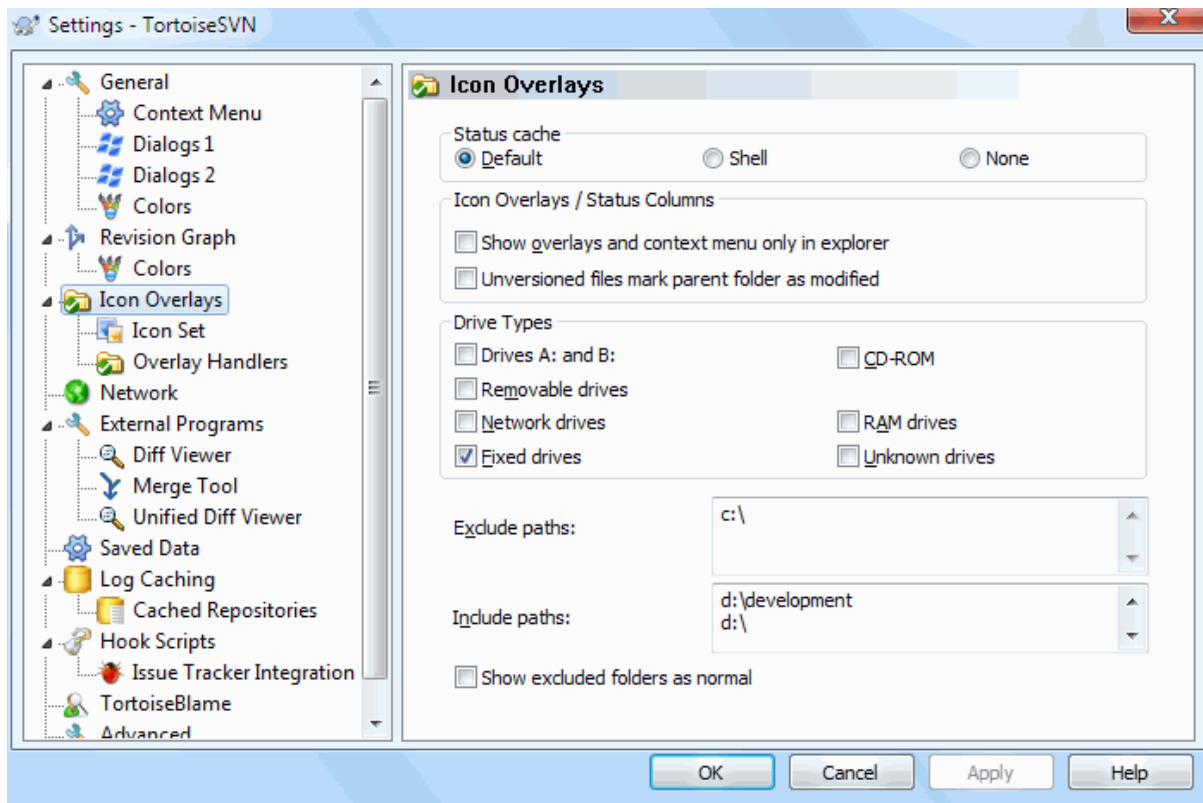 Settings - TortoiseSVN
x
General
Context Menu
Dialogs 1
Dialogs 2
Colors
Revision Graph
Colors
Icon Overlays
Icon Set
Overlay Handlers
Network
External Programs
Diff Viewer
Merge Tool
Unified Diff Viewer
Saved Data
Log Caching
Cached Repositories
Hook Scripts
Issue Tracker Integration
TortoiseBlame
Advanced
Icon Overlays
Status cache
Default Shell None
Icon Overlays / Status Columns
Show overlays and context menu only in explorer
Unversioned files mark parent folder as modified
Drive Types
Drives A: and B: CD-ROM
Removable drives
Network drives RAM drives
Fixed drives Unknown drives
Exclude paths: c:\
Include paths: d:\development
d:\
Show excluded folders as normal
OK Cancel Apply Help